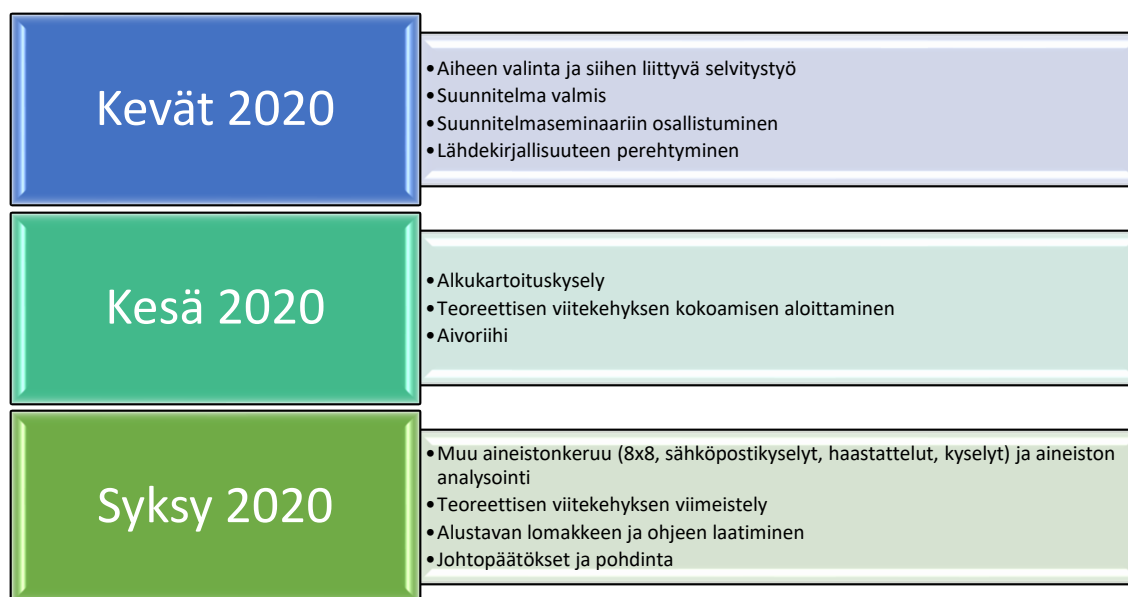 Kevät 2020
•Aiheen valinta ja siihen liittyvä selvitystyö
•Suunnitelma valmis
•Suunnitelmaseminaariin osallistuminen
•Lähdekirjallisuuteen perehtyminen
Kesä 2020
•Alkukartoituskysely
•Teoreettisen viitekehyksen kokoamisen aloittaminen
•Aivoriihi
Syksy 2020
•Muu aineistonkeruu (8x8, sähköpostikyselyt, haastattelut, kyselyt) ja aineiston
analysointi
•Teoreettisen viitekehyksen viimeistely
•Alustavan lomakkeen ja ohjeen laatiminen
•Johtopäätökset ja pohdinta